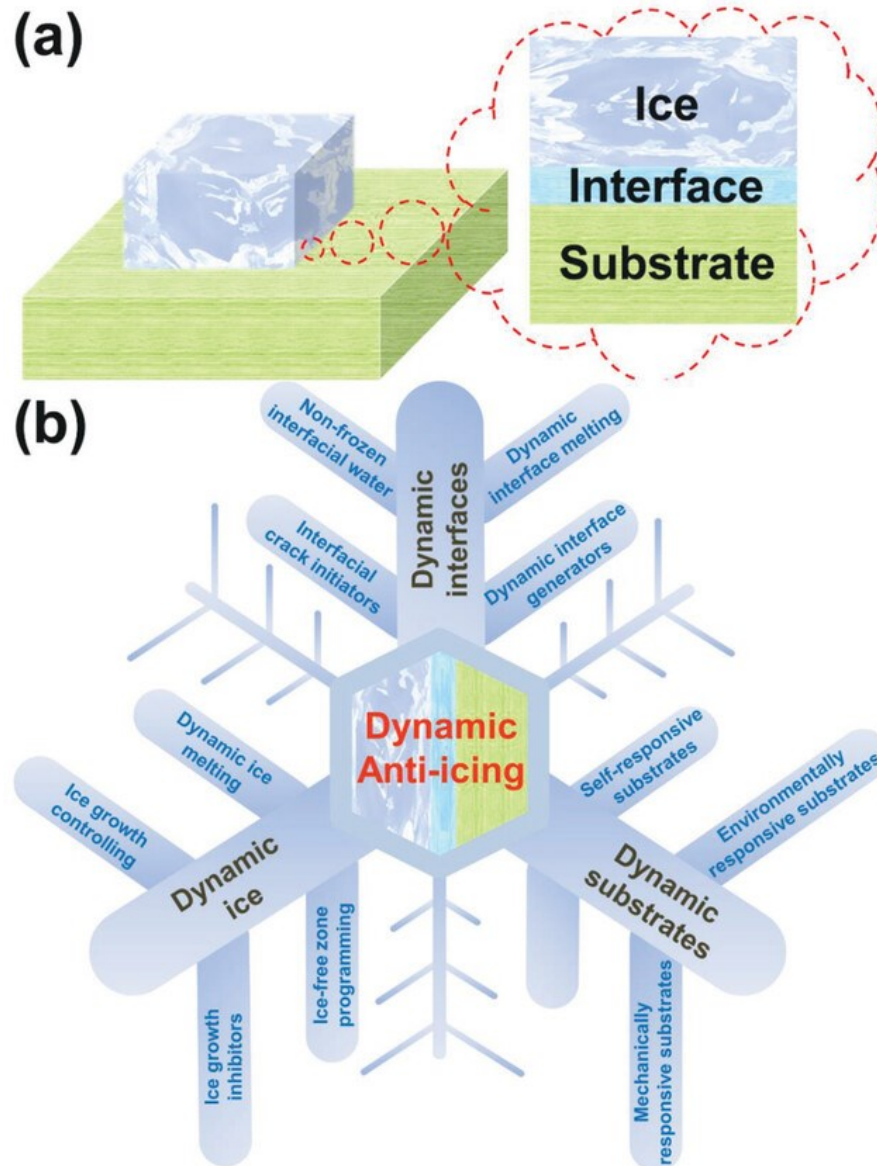 (a)
Ice
Interface
Substrate
(b)
Non-frozen
interfacial water
Dynamic
interface melting
Interfacial
crack initiators
Dynamic interface
generators
Dynamic
interfaces
Dynamic
Anti-icing
Dynamic ice
melting
Ice growth
controlling
Dynamic
ice
Ice growth
inhibitors
Ice-free zone
programming
Self-responsive
substrates
Environmentally
responsive substrates
Dynamic
substrates
Mechanically
responsive substrates